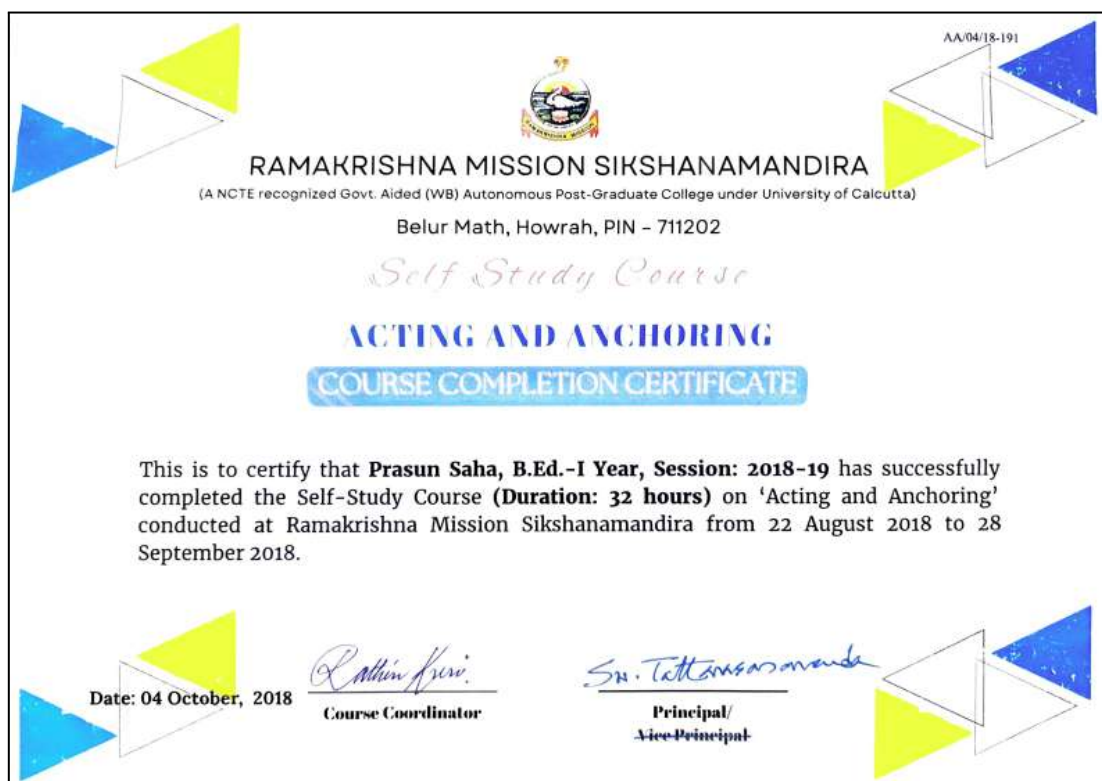 AA/04/18-191
RAMAKRISHNA MISSION
RAMAKRISHNA MISSION SIKSHANAMANDIRA
(A NCTE recognized Govt. Aided (WB) Autonomous Post-Graduate College under University of Calcutta)
Belur Math, Howrah, PIN – 711202
Self Study Course
ACTING AND ANCHORING
COURSE COMPLETION CERTIFICATE
This is to certify that Prasun Saha, B.Ed.-I Year, Session: 2018-19 has successfully
completed the Self-Study Course (Duration: 32 hours) on ‘Acting and Anchoring’
conducted at Ramakrishna Mission Sikshanamandira from 22 August 2018 to 28
September 2018.
Date: 04 October, 2018
Course Coordinator
Principal/
Vice Principal